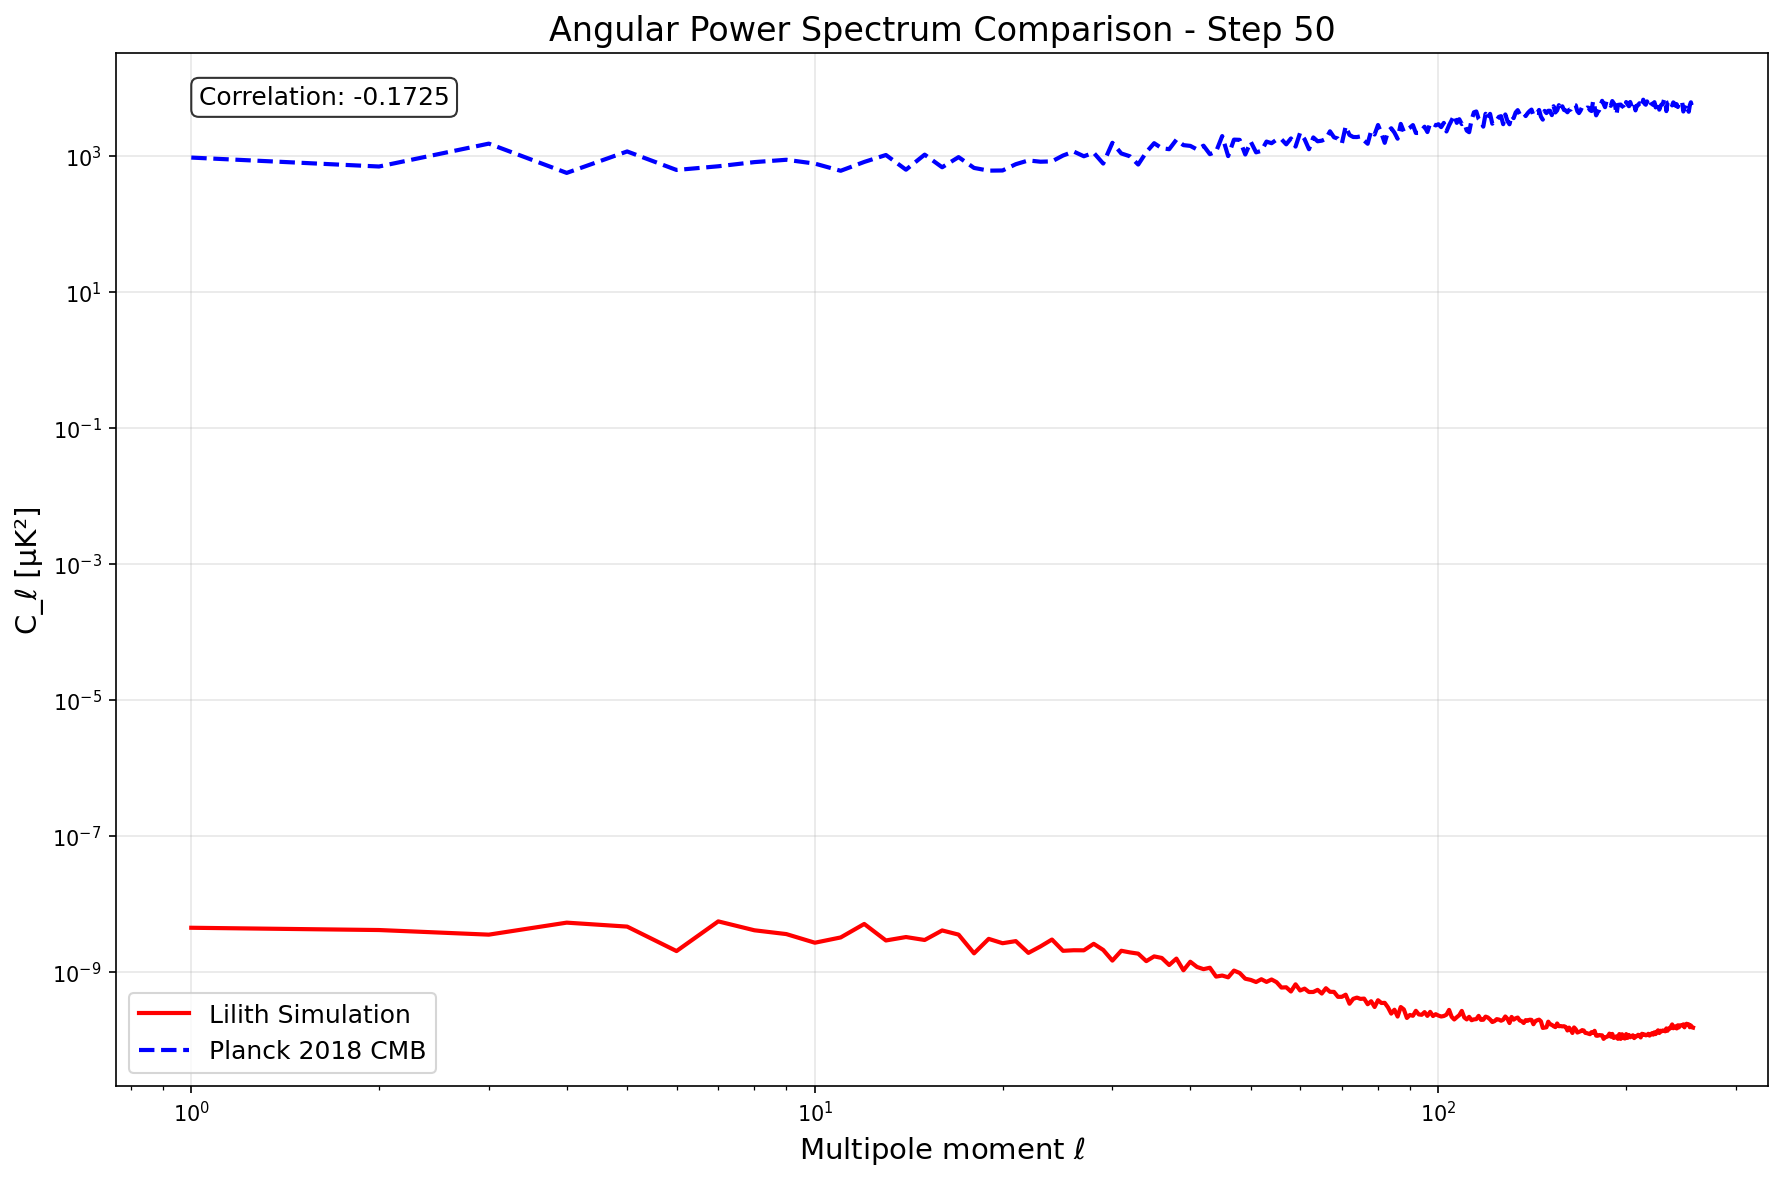 Angular Power Spectrum Comparison - Step 50
Correlation: -0.1725
10³
10¹
10⁻¹
10⁻³
10⁻⁵
10⁻⁷
10⁻⁹
C_ℓ [μK²]
Lilith Simulation
Planck 2018 CMB
10⁰ 10¹ 10²
Multipole moment ℓ